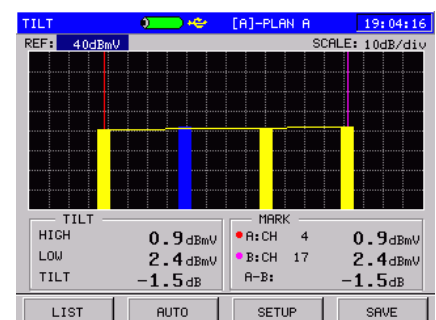 TILT [A]-PLAN A 19:04:16
REF: 40dBmV SCALE: 10dB/div
TILT
HIGH 0.9dBmV
LOW 2.4dBmV
TILT -1.5dB
MARK
A:CH 4 0.9dBmV
B:CH 17 2.4dBmV
A-B: -1.5dB
LIST AUTO SETUP SAVE